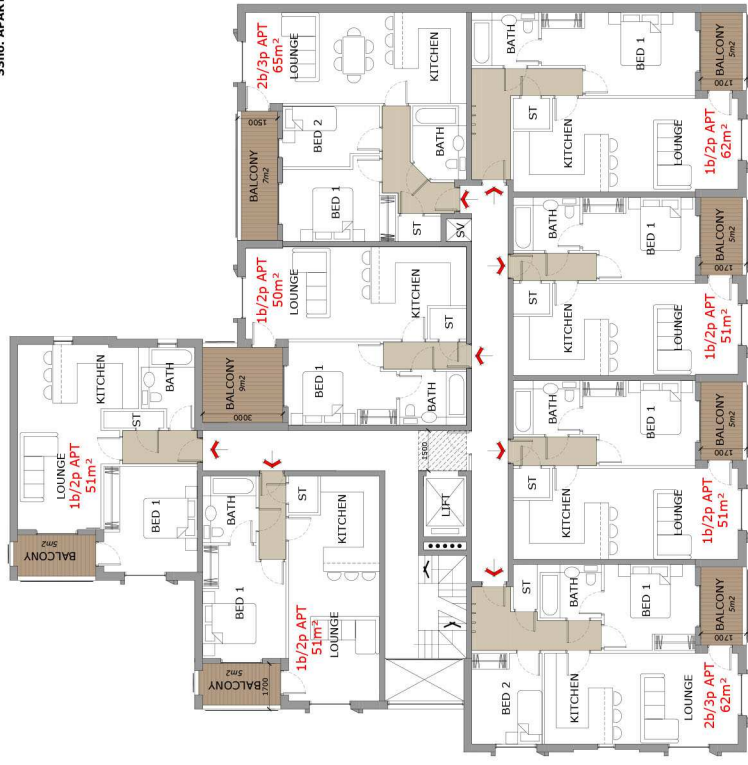 2b/3p APT
65m²
LOUNGE
KITCHEN
BALCONY
7m2
1500
BED 2
BED 1
BATH
ST
SV
BATH
BED 1
BALCONY
5m2
1700
ST
KITCHEN
LOUNGE
1b/2p APT
62m²
1b/2p APT
50m²
LOUNGE
KITCHEN
ST
BALCONY
9m2
3000
BED 1
BATH
BATH
BED 1
BALCONY
5m2
1700
ST
KITCHEN
LOUNGE
1b/2p APT
51m²
KITCHEN
BATH
ST
LOUNGE
1b/2p APT
51m²
BED 1
BALCONY
5m2
1500
LIFT
BATH
BED 1
BALCONY
5m2
1700
ST
KITCHEN
LOUNGE
1b/2p APT
51m²
BATH
ST
KITCHEN
BED 1
1b/2p APT
51m²
LOUNGE
BALCONY
5m2
1700
ST
BATH
BED 1
BALCONY
5m2
1700
BED 2
KITCHEN
LOUNGE
2b/3p APT
62m²